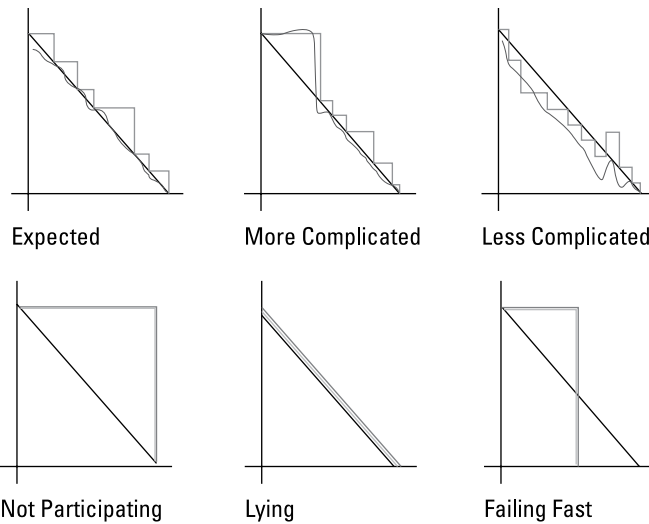 Expected
More Complicated
Less Complicated
Not Participating
Lying
Failing Fast